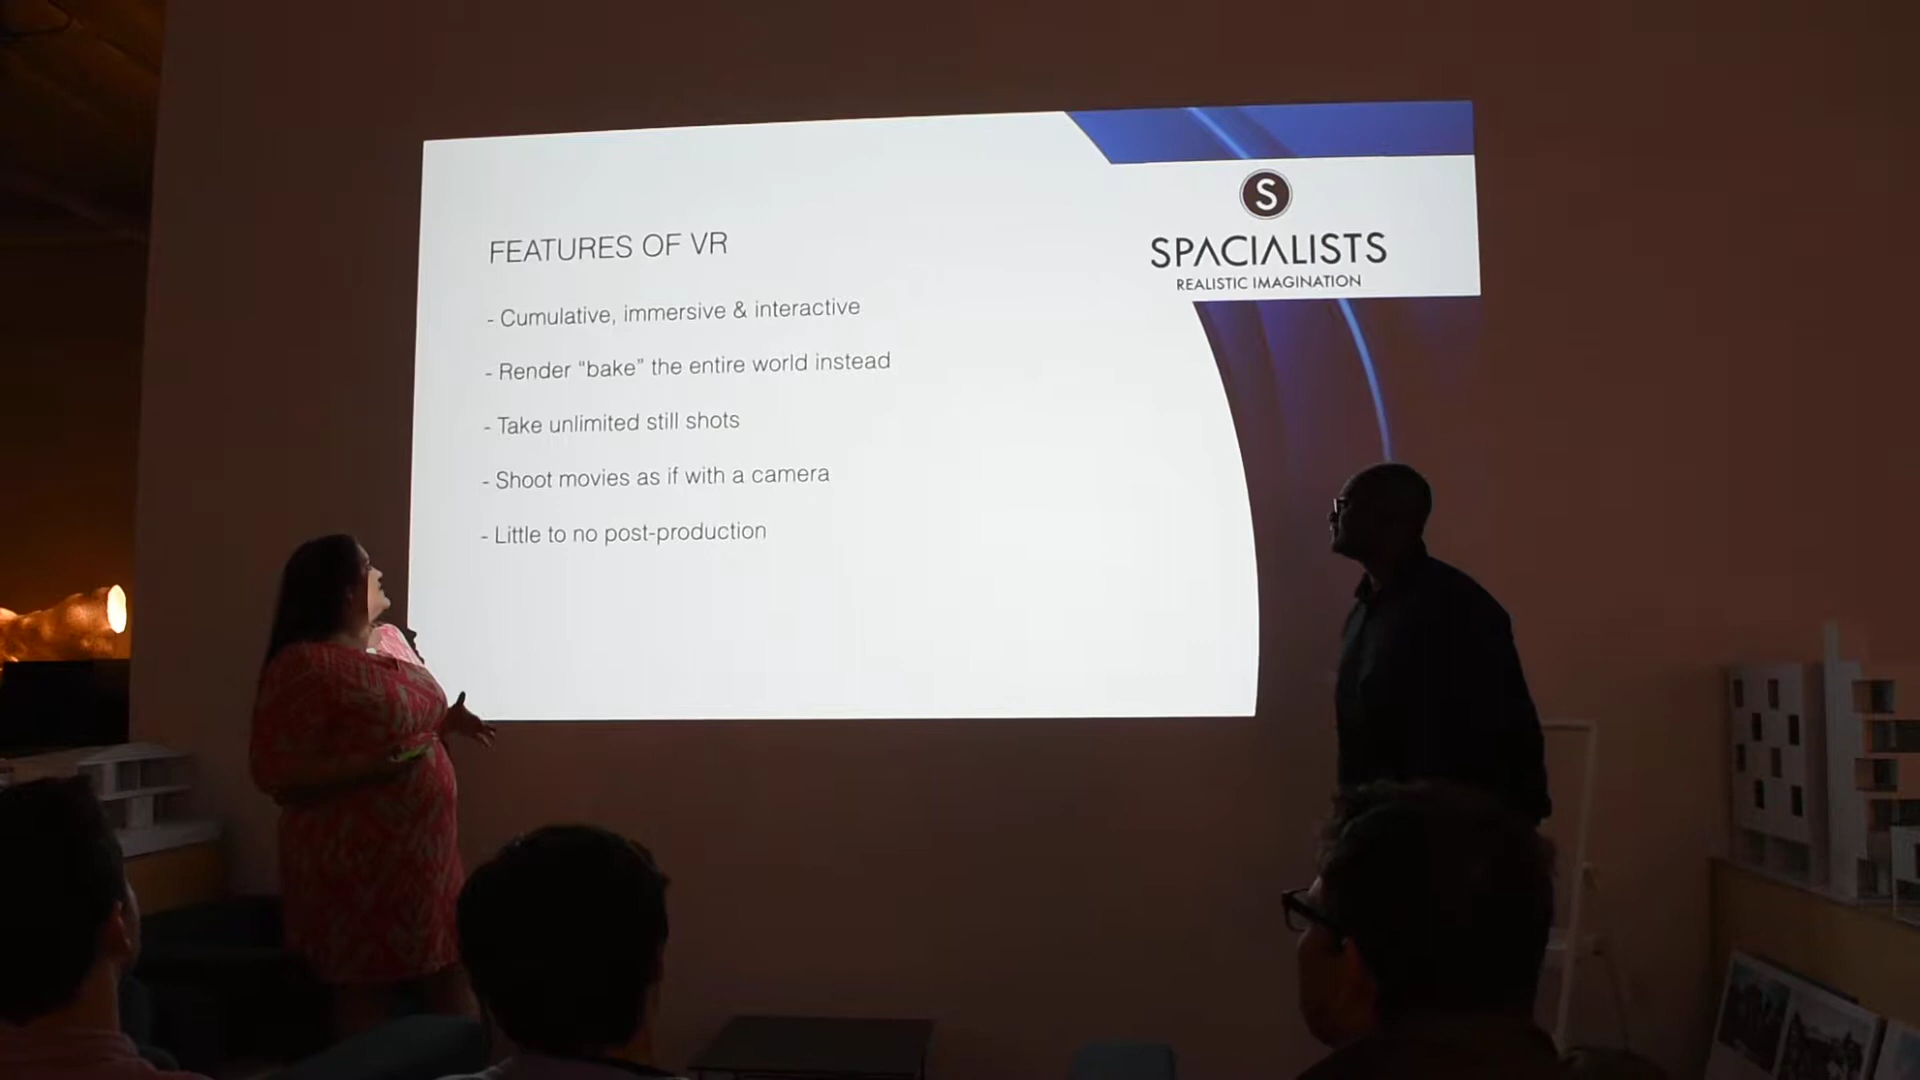 FEATURES OF VR
- Cumulative, immersive & interactive
- Render “bake” the entire world instead
- Take unlimited still shots
- Shoot movies as if with a camera
- Little to no post-production
S
SPACIALISTS
REALISTIC IMAGINATION